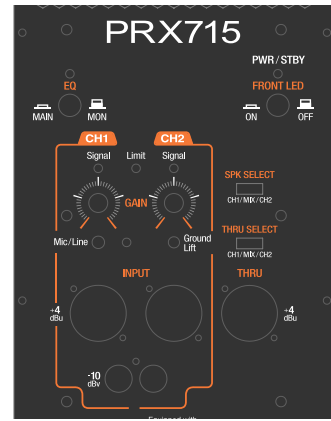 PRX715
PWR/STBY
EQ
FRONT LED
MAIN MON
ON OFF
CH1 CH2
Signal Limit Signal
SPK SELECT
CH1/MIX/CH2
GAIN
THRU SELECT
CH1/MIX/CH2
Mic/Line
Ground
Lift
INPUT THRU
+4
dBu
+4
dBu
-10
dBv
Equipped with